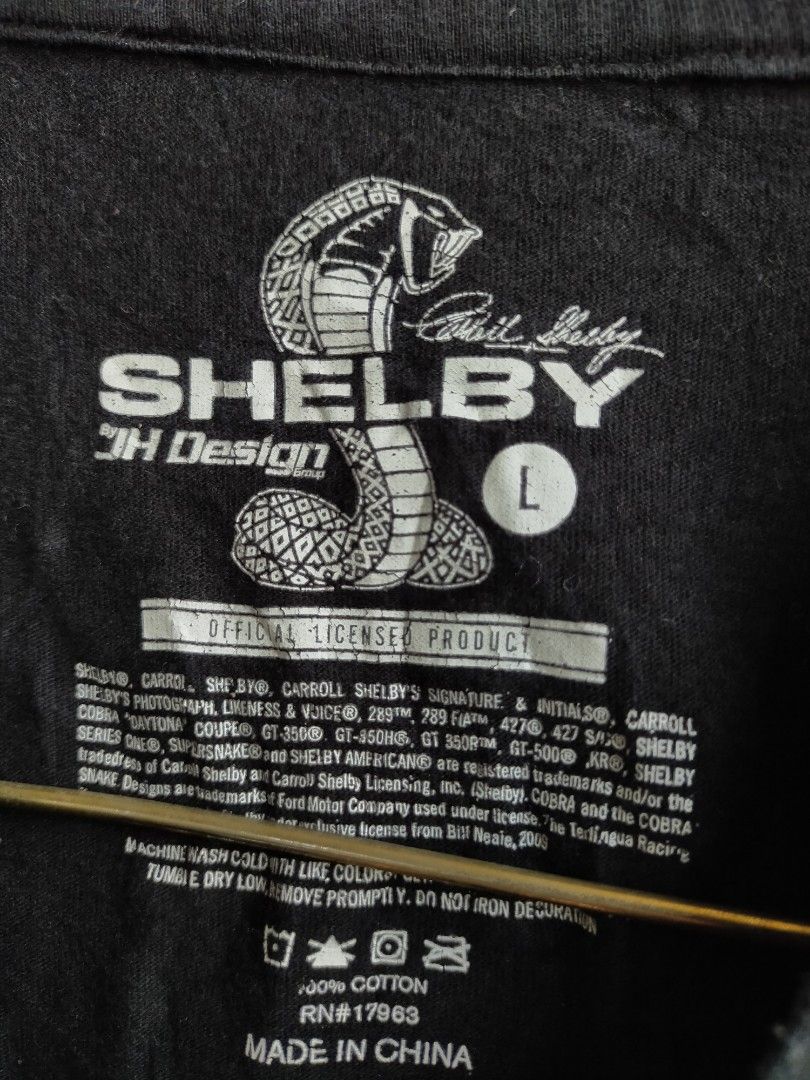 Carroll Shelby
SHELBY
BY JH Design
Group
L
OFFICIAL LICENSED PRODUCT
SHELBY®, CARROLL SHELBY®, CARROLL SHELBY'S SIGNATURE & INITIALS®, CARROLL
SHELBY'S PHOTOGRAPH, LIKENESS & VOICE®, 289™, 289 FIA™, 427®, 427 S/C®, SHELBY
COBRA "DAYTONA" COUPE®, GT-350®, GT-350H®, GT 350R™, GT-500® KR®, SHELBY
SERIES ONE®, SUPERSNAKE® and SHELBY AMERICAN® are registered trademarks and/or the
tradedress of Carroll Shelby and Carroll Shelby Licensing, Inc. (Shelby). COBRA and the COBRA
SNAKE Designs are trademarks of Ford Motor Company used under license. The Terlingua Racing
exclusive license from Bill Neale, 2009
MACHINE WASH COLD WITH LIKE COLORS.
TUMBLE DRY LOW, REMOVE PROMPTLY. DO NOT IRON DECORATION
100% COTTON
RN#17963
MADE IN CHINA